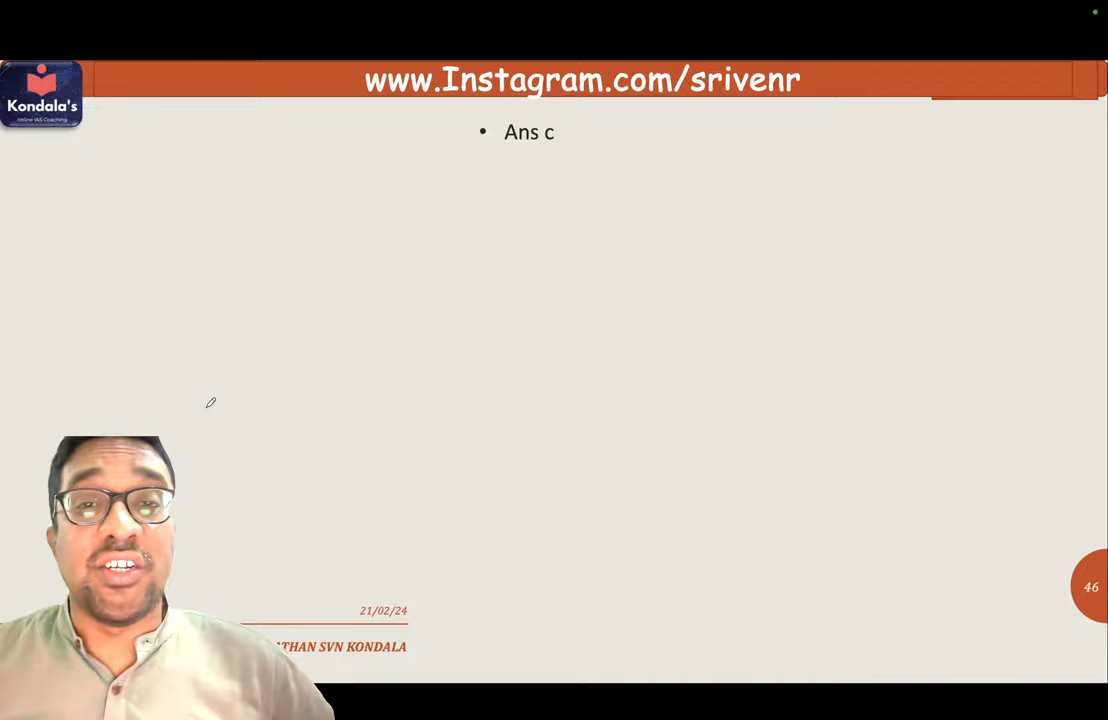 www.Instagram.com/srivenr
Kondala's
online IAS Coaching
• Ans c
46
21/02/24
THAN SVN KONDALA